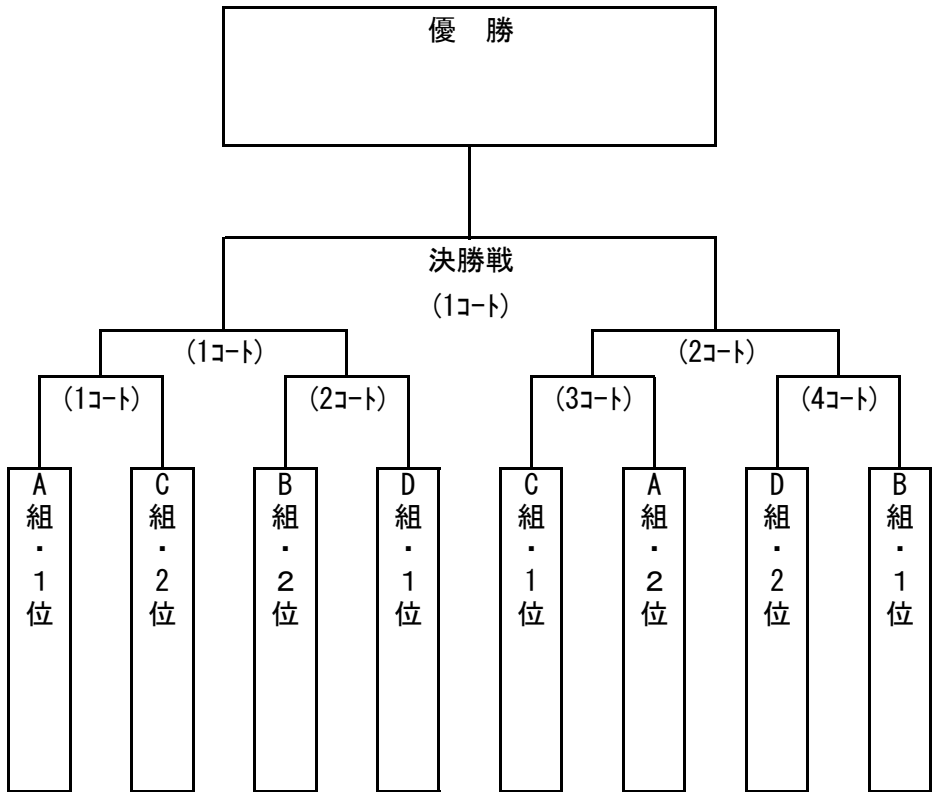 優　勝
決勝戦
(1ｺｰﾄ)
(1ｺｰﾄ)
(2ｺｰﾄ)
(1ｺｰﾄ)
(2ｺｰﾄ)
(3ｺｰﾄ)
(4ｺｰﾄ)
A組・1位
C組・2位
B組・２位
D組・1位
C組・1位
A組・２位
D組・2位
B組・1位